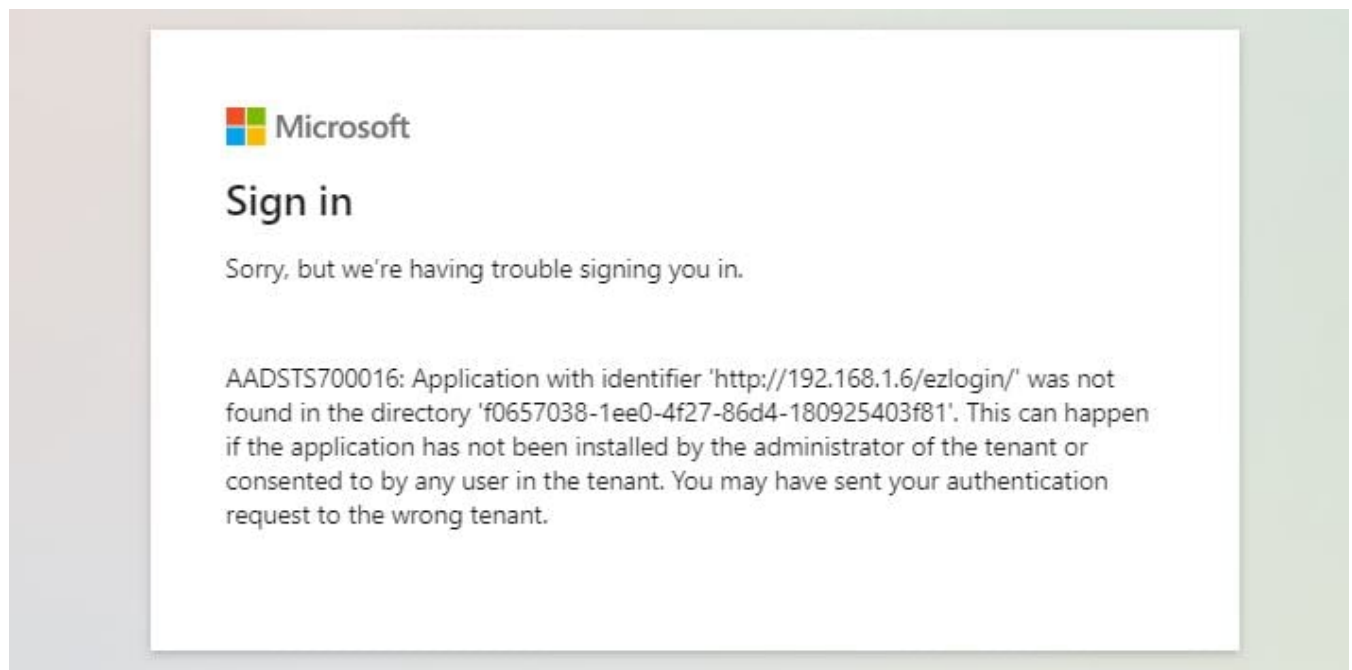 Microsoft
Sign in
Sorry, but we're having trouble signing you in.
AADSTS700016: Application with identifier 'http://192.168.1.6/ezlogin/' was not
found in the directory 'f0657038-1ee0-4f27-86d4-180925403f81'. This can happen
if the application has not been installed by the administrator of the tenant or
consented to by any user in the tenant. You may have sent your authentication
request to the wrong tenant.